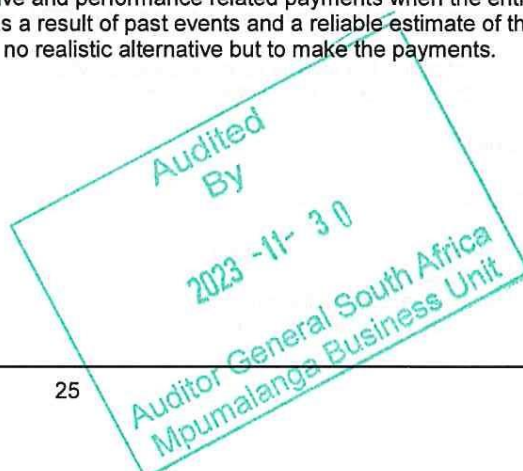 ive and performance related payments when the enti
s a result of past events and a reliable estimate of th
no realistic alternative but to make the payments.
Audited
By
2023 -11- 30
Auditor General South Africa
Mpumalanga Business Unit
25